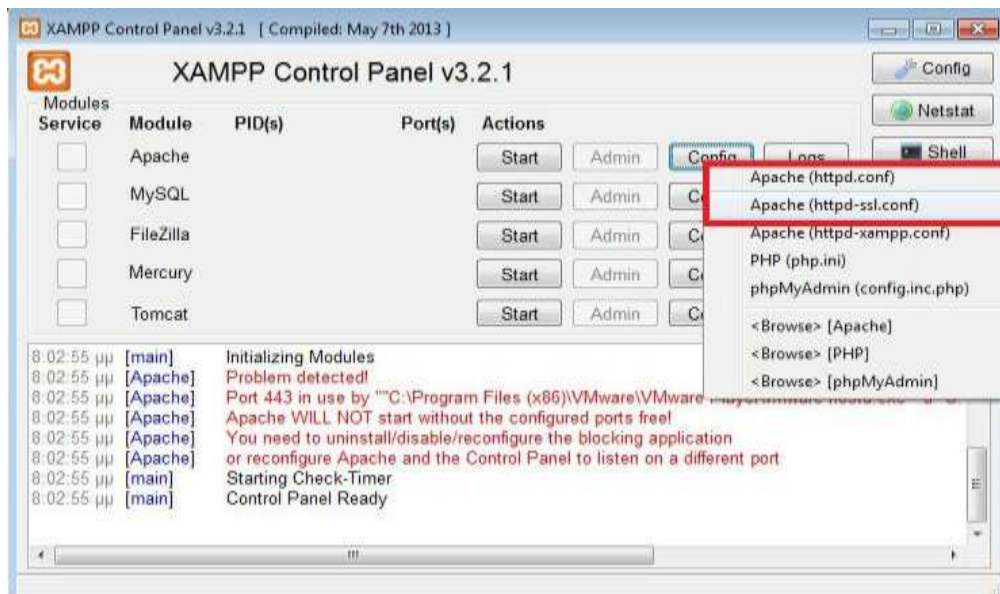 XAMPP Control Panel v3.2.1 [ Compiled: May 7th 2013 ]
XAMPP Control Panel v3.2.1
Config
Netstat
Shell
Modules
Service Module PID(s) Port(s) Actions
Apache Start Admin Config Logs
MySQL Start Admin
FileZilla Start Admin
Mercury Start Admin
Tomcat Start Admin
Apache (httpd.conf)
Apache (httpd-ssl.conf)
Apache (httpd-xampp.conf)
PHP (php.ini)
phpMyAdmin (config.inc.php)
<Browse> [Apache]
<Browse> [PHP]
<Browse> [phpMyAdmin]
8:02:55 μμ [main] Initializing Modules
8:02:55 μμ [Apache] Problem detected!
8:02:55 μμ [Apache] Port 443 in use by ""C:\Program Files (x86)\VMware\VMware
8:02:55 μμ [Apache] Apache WILL NOT start without the configured ports free!
8:02:55 μμ [Apache] You need to uninstall/disable/reconfigure the blocking application
8:02:55 μμ [Apache] or reconfigure Apache and the Control Panel to listen on a different port
8:02:55 μμ [main] Starting Check-Timer
8:02:55 μμ [main] Control Panel Ready